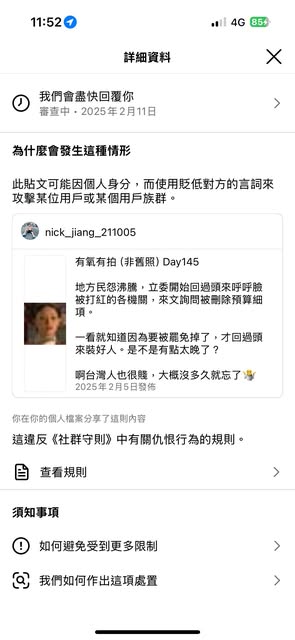 11:52
4G
85
詳細資料
我們會盡快回覆你
審查中・2025年2月11日
為什麼會發生這種情形
此貼文可能因個人身分，而使用貶低對方的言詞來
攻擊某位用戶或某個用戶族群。
nick_jiang_211005
有氧有拍 (非舊照) Day145
地方民怨沸騰，立委開始回過頭來呼呼臉
被打紅的各機關，來文詢問被刪除預算細
項。
一看就知道因為要被罷免掉了，才回過頭
來裝好人。是不是有點太晚了？
啊台灣人也很賤，大概沒多久就忘了🤷
2025年2月5日發佈
你在你的個人檔案分享了這則內容
這違反《社群守則》中有關仇恨行為的規則。
查看規則
須知事項
如何避免受到更多限制
我們如何作出這項處置